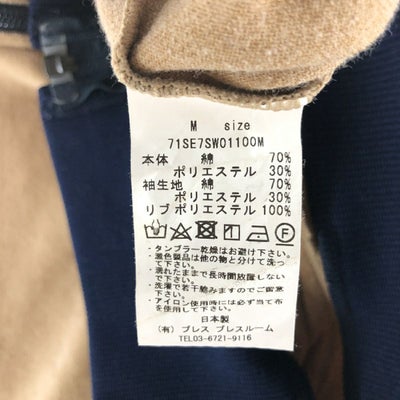 M size
71SE7SW01100M
本体 綿 70%
ポリエステル 30%
袖生地 綿 70%
ポリエステル 30%
リブポリエステル 100%
・タンブラー乾燥はお避け下さい。
・濃色製品は他の物と分けて洗っ
て下さい。
・濡れたままで長時間放置しない
で下さい。
・洗濯で若干縮みますのでご留意
下さい。
・アイロン使用時には必ず当て布
を使用して下さい。
日本製
(有) プレス プレスルーム
TEL03-6721-9116